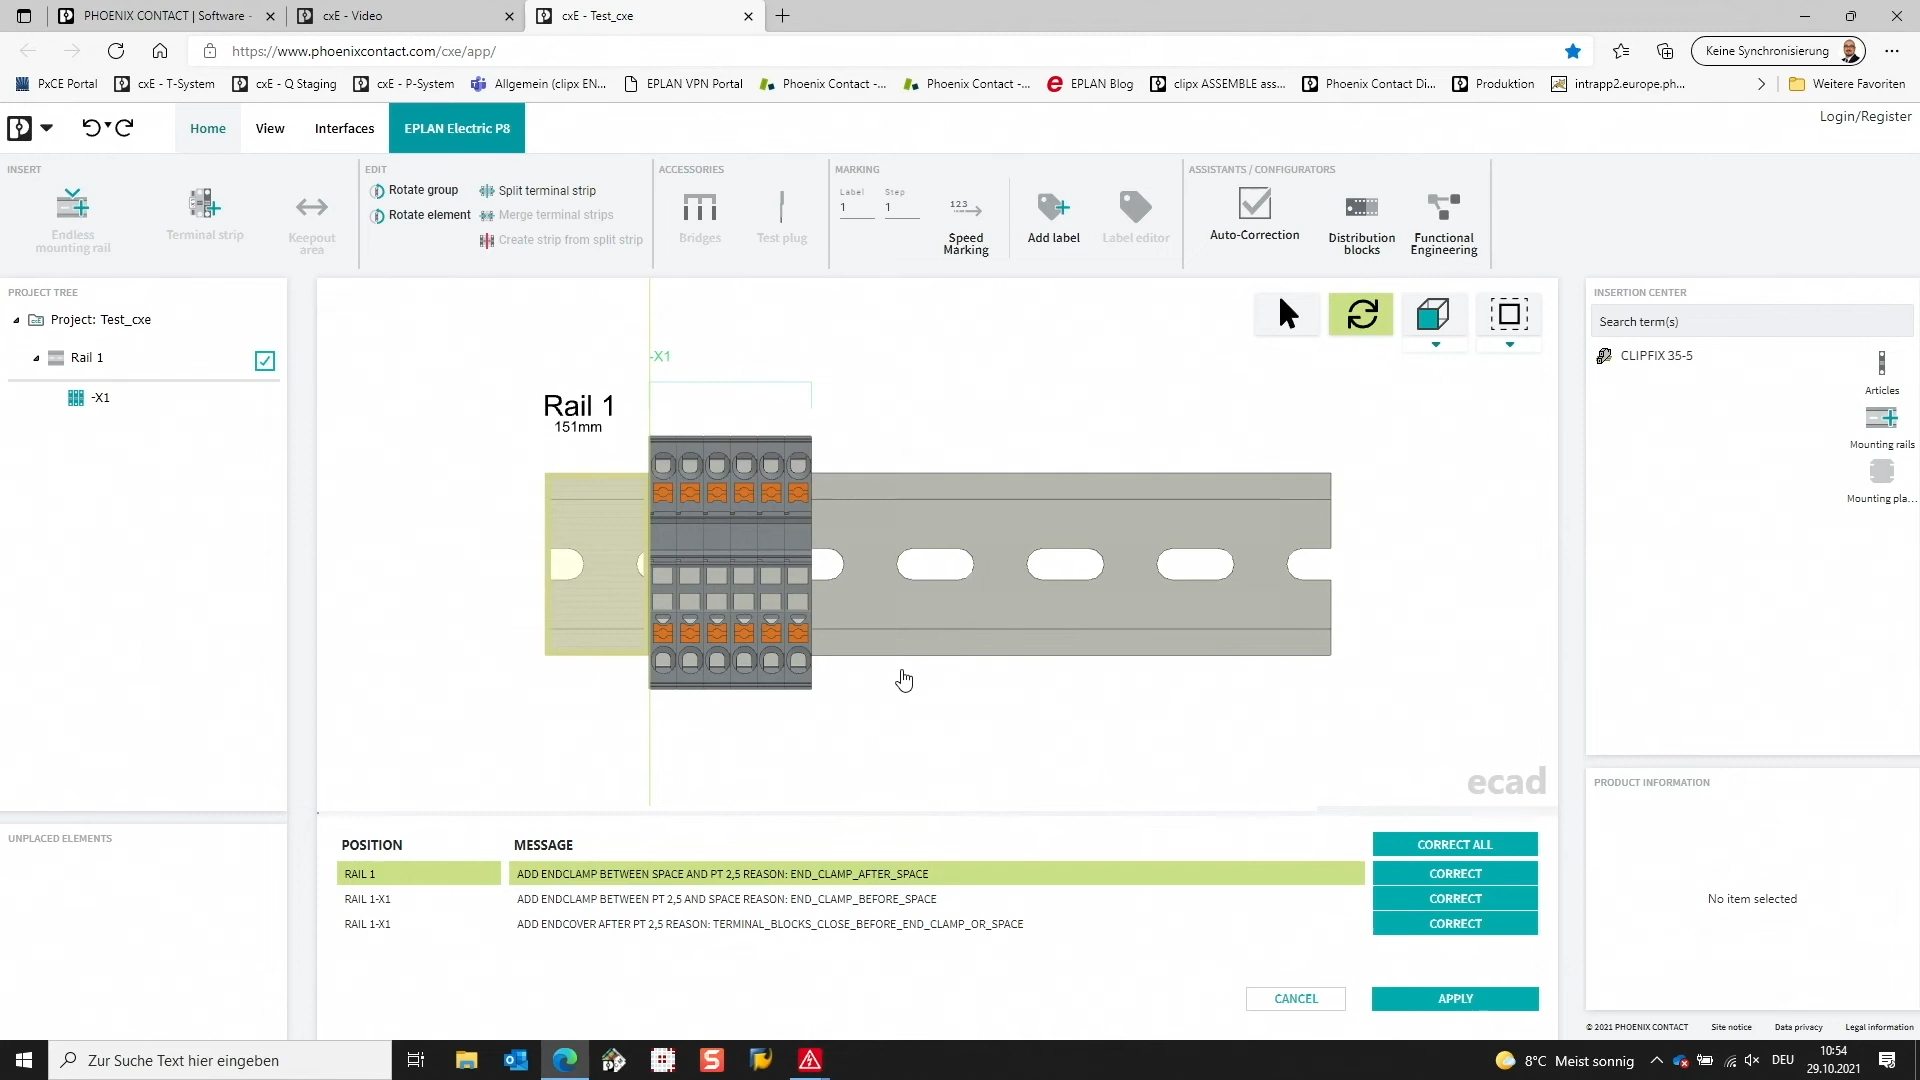 PHOENIX CONTACT | Software -
cxE - Video
cxE - Test_cxe
https://www.phoenixcontact.com/cxe/app/
Keine Synchronisierung
PxCE Portal
cxE - T-System
cxE - Q Staging
cxE - P-System
Allgemein (clipx EN...
EPLAN VPN Portal
Phoenix Contact -...
Phoenix Contact -...
EPLAN Blog
clipx ASSEMBLE ass...
Phoenix Contact Di...
Produktion
intrapp2.europe.ph...
Weitere Favoriten
Home
View
Interfaces
EPLAN Electric P8
Login/Register
INSERT
Endless
mounting rail
Terminal strip
Keepout
area
EDIT
Rotate group
Rotate element
Split terminal strip
Merge terminal strips
Create strip from split strip
ACCESSORIES
Bridges
Test plug
MARKING
Label
1
Step
1
123
Speed
Marking
Add label
Label editor
ASSISTANTS / CONFIGURATORS
Auto-Correction
Distribution
blocks
Functional
Engineering
PROJECT TREE
Project: Test_cxe
Rail 1
-X1
UNPLACED ELEMENTS
-X1
Rail 1
151mm
ecad
POSITION
MESSAGE
CORRECT ALL
RAIL 1
ADD ENDCLAMP BETWEEN SPACE AND PT 2,5 REASON: END_CLAMP_AFTER_SPACE
CORRECT
RAIL 1-X1
ADD ENDCLAMP BETWEEN PT 2,5 AND SPACE REASON: END_CLAMP_BEFORE_SPACE
CORRECT
RAIL 1-X1
ADD ENDCOVER AFTER PT 2,5 REASON: TERMINAL_BLOCKS_CLOSE_BEFORE_END_CLAMP_OR_SPACE
CORRECT
CANCEL
APPLY
INSERTION CENTER
Search term(s)
CLIPFIX 35-5
Articles
Mounting rails
Mounting pla...
PRODUCT INFORMATION
No item selected
© 2021 PHOENIX CONTACT
Site notice
Data privacy
Legal information
Zur Suche Text hier eingeben
8°C Meist sonnig
DEU
10:54
29.10.2021